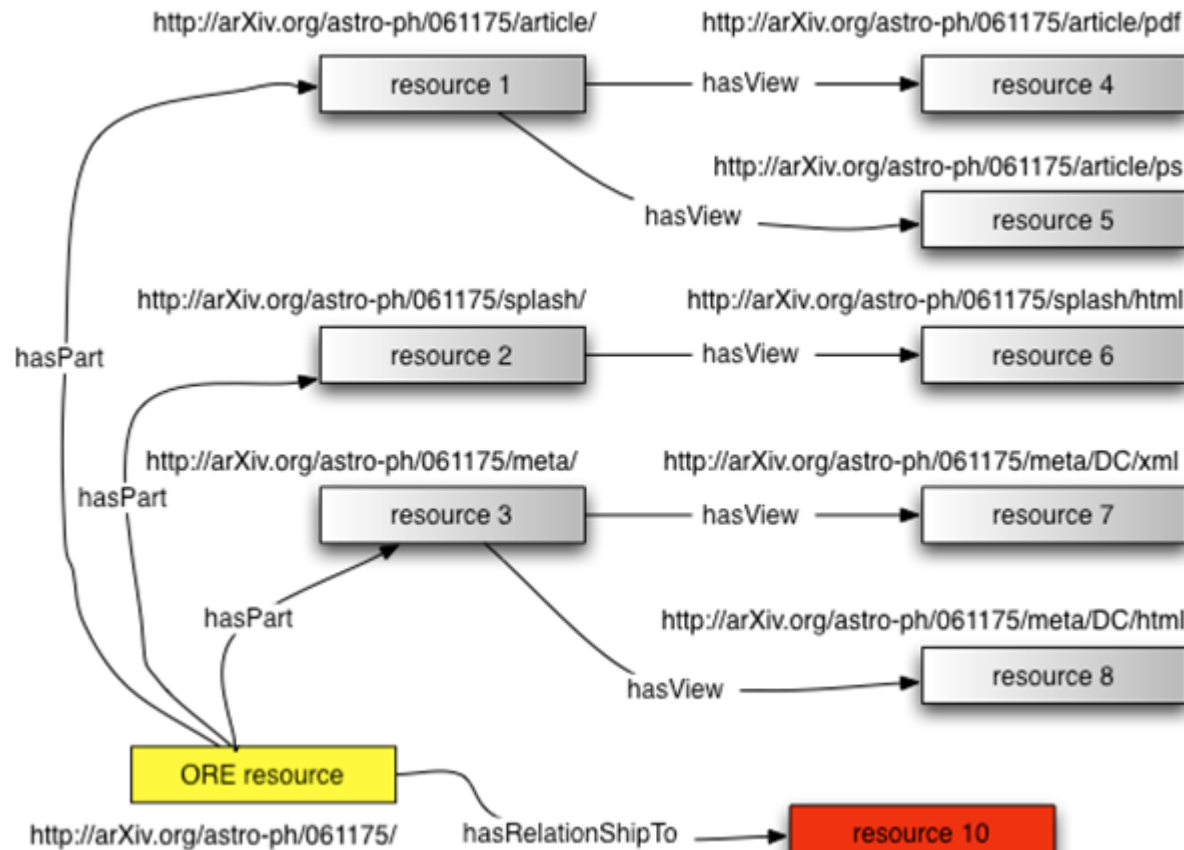 http://arXiv.org/astro-ph/061175/article/
http://arXiv.org/astro-ph/061175/article/pdf
resource 1
hasView
resource 4
http://arXiv.org/astro-ph/061175/article/ps
hasView
resource 5
http://arXiv.org/astro-ph/061175/splash/
http://arXiv.org/astro-ph/061175/splash/html
hasPart
resource 2
hasView
resource 6
http://arXiv.org/astro-ph/061175/meta/
http://arXiv.org/astro-ph/061175/meta/DC/xml
hasPart
resource 3
hasView
resource 7
hasPart
http://arXiv.org/astro-ph/061175/meta/DC/html
hasView
resource 8
ORE resource
http://arXiv.org/astro-ph/061175/
hasRelationShipTo
resource 10